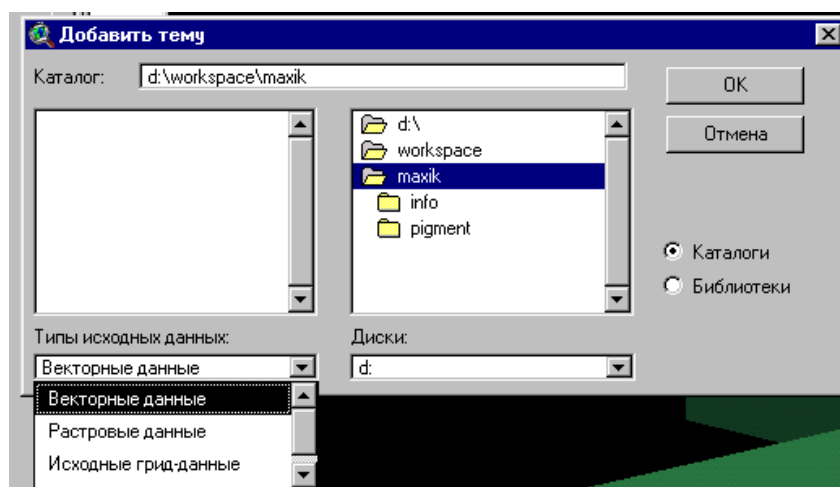 Добавить тему
Каталог: d:\workspace\maxik
OK
Отмена
d:\
workspace
maxik
info
pigment
Каталоги
Библиотеки
Типы исходных данных:
Диски:
Векторные данные
d:
Векторные данные
Растровые данные
Исходные грид-данные